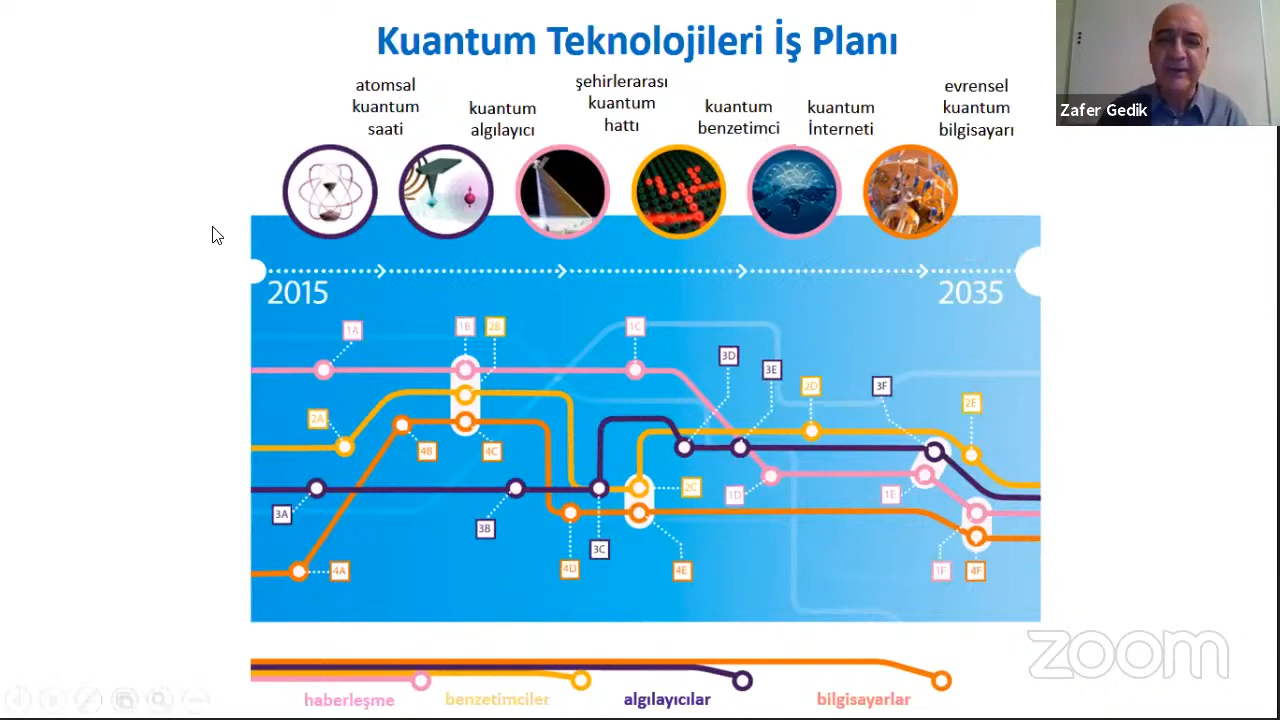 Kuantum Teknolojileri İş Planı
Zafer Gedik
atomsal
kuantum
saati
kuantum
algılayıcı
şehirlerarası
kuantum
hattı
kuantum
benzetimci
kuantum
İnterneti
evrensel
kuantum
bilgisayarı
2015
2035
1A
1B
2B
1C
3D
3E
2D
3F
2E
2A
4B
4C
2C
1D
1E
3A
3B
3C
4A
4D
4E
1F
4F
zoom
haberleşme
benzetimciler
algılayıcılar
bilgisayarlar